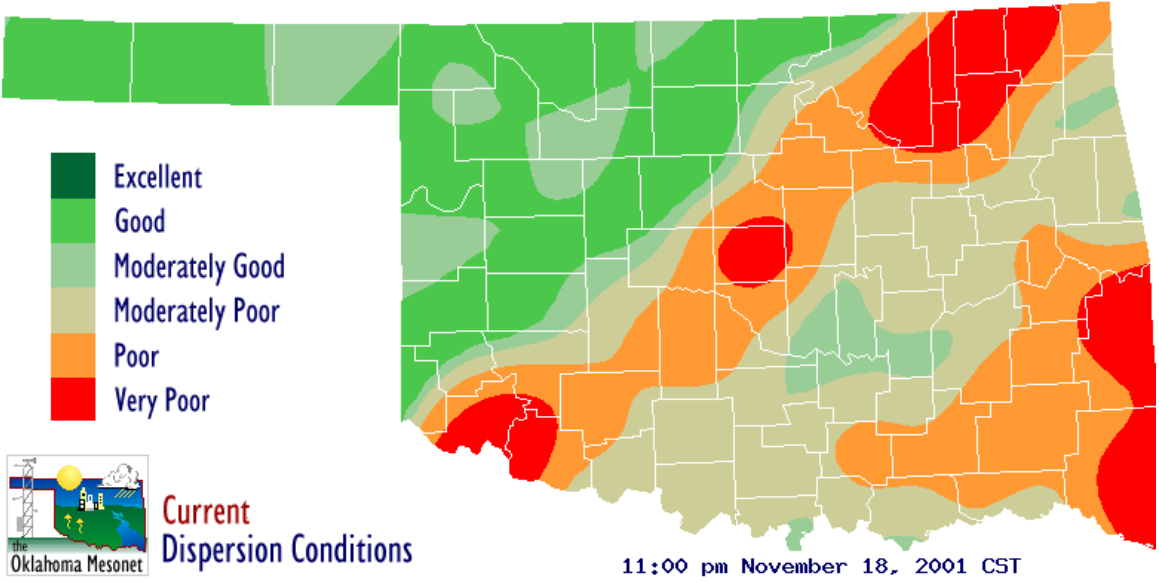 Excellent
Good
Moderately Good
Moderately Poor
Poor
Very Poor
the
Oklahoma Mesonet
Current
Dispersion Conditions
11:00 pm November 18, 2001 CST